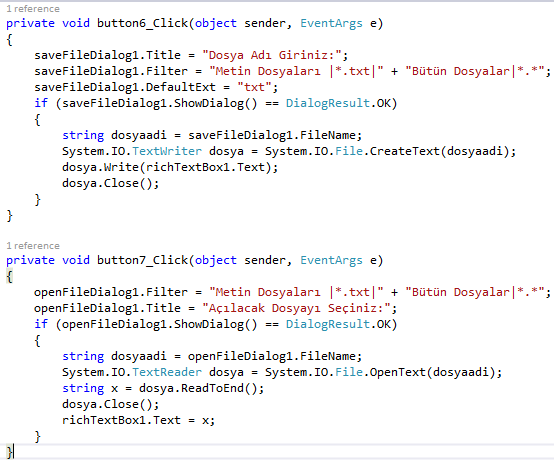 1 reference
private void button6_Click(object sender, EventArgs e)
{
saveFileDialog1.Title = "Dosya Adı Giriniz:";
saveFileDialog1.Filter = "Metin Dosyaları |*.txt|" + "Bütün Dosyalar|*.*";
saveFileDialog1.DefaultExt = "txt";
if (saveFileDialog1.ShowDialog() == DialogResult.OK)
{
string dosyaadi = saveFileDialog1.FileName;
System.IO.TextWriter dosya = System.IO.File.CreateText(dosyaadi);
dosya.Write(richTextBox1.Text);
dosya.Close();
}
}
1 reference
private void button7_Click(object sender, EventArgs e)
{
openFileDialog1.Filter = "Metin Dosyaları |*.txt|" + "Bütün Dosyalar|*.*";
openFileDialog1.Title = "Açılacak Dosyayı Seçiniz:";
if (openFileDialog1.ShowDialog() == DialogResult.OK)
{
string dosyaadi = openFileDialog1.FileName;
System.IO.TextReader dosya = System.IO.File.OpenText(dosyaadi);
string x = dosya.ReadToEnd();
dosya.Close();
richTextBox1.Text = x;
}
}